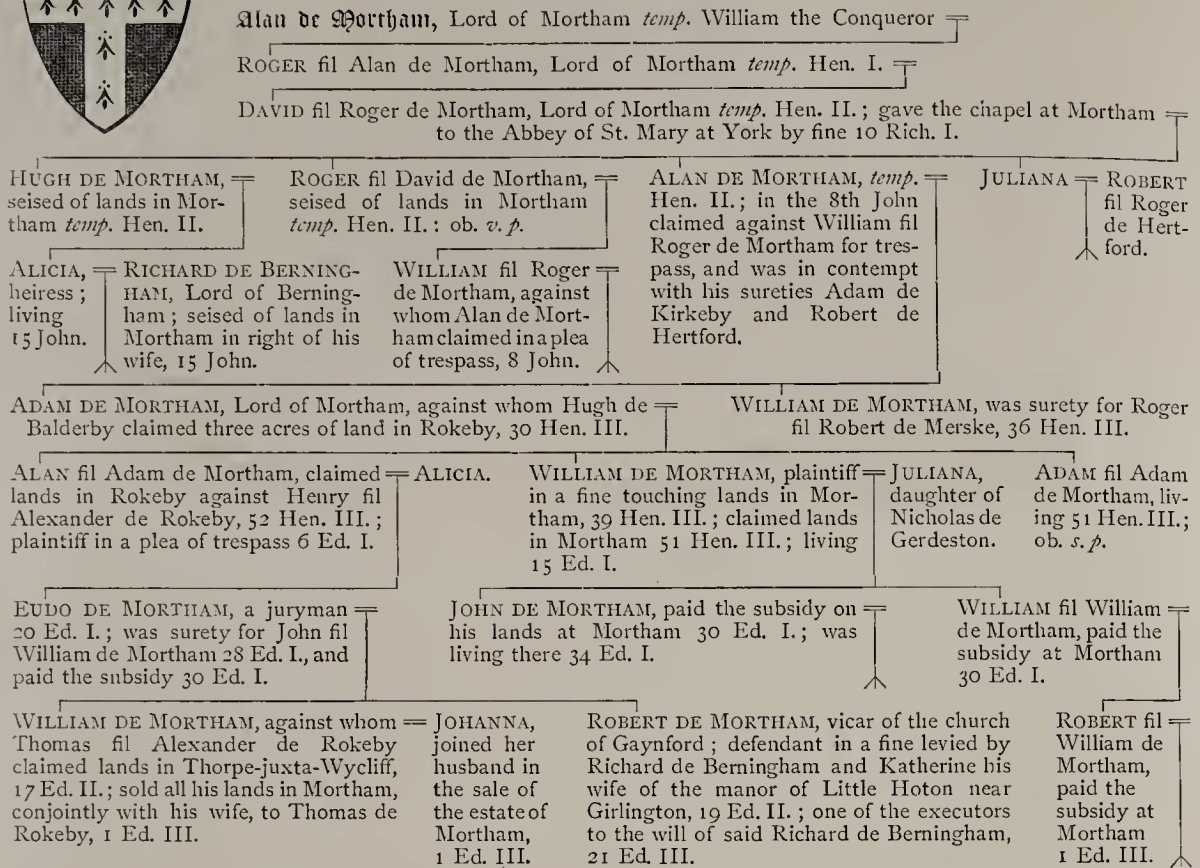 Alan de Mortham, Lord of Mortham temp. William the Conqueror
ROGER fil Alan de Mortham, Lord of Mortham temp. Hen. I.
DAVID fil Roger de Mortham, Lord of Mortham temp. Hen. II.; gave the chapel at Mortham
to the Abbey of St. Mary at York by fine 10 Rich. I.
HUGH DE MORTHAM,
seised of lands in Mor-
tham temp. Hen. II.
ROGER fil David de Mortham,
seised of lands in Mortham
temp. Hen. II.: ob. v. p.
ALAN DE MORTHAM, temp.
Hen. II.; in the 8th John
claimed against William fil
Roger de Mortham for tres-
pass, and was in contempt
with his sureties Adam de
Kirkeby and Robert de
Hertford.
JULIANA
ROBERT
fil Roger
de Hert-
ford.
ALICIA,
heiress;
living
15 John.
RICHARD DE BERNING-
HAM, Lord of Berning-
ham; seised of lands in
Mortham in right of his
wife, 15 John.
WILLIAM fil Roger
de Mortham, against
whom Alan de Mort-
ham claimed in a plea
of trespass, 8 John.
ADAM DE MORTHAM, Lord of Mortham, against whom Hugh de
Balderby claimed three acres of land in Rokeby, 30 Hen. III.
WILLIAM DE MORTHAM, was surety for Roger
fil Robert de Merske, 36 Hen. III.
ALAN fil Adam de Mortham, claimed
lands in Rokeby against Henry fil
Alexander de Rokeby, 52 Hen. III.;
plaintiff in a plea of trespass 6 Ed. I.
ALICIA.
WILLIAM DE MORTHAM, plaintiff
in a fine touching lands in Mor-
tham, 39 Hen. III.; claimed lands
in Mortham 51 Hen. III.; living
15 Ed. I.
JULIANA,
daughter of
Nicholas de
Gerdeston.
ADAM fil Adam
de Mortham, liv-
ing 51 Hen. III.;
ob. s. p.
EUDO DE MORTHAM, a juryman
20 Ed. I.; was surety for John fil
William de Mortham 28 Ed. I., and
paid the subsidy 30 Ed. I.
JOHN DE MORTHAM, paid the subsidy on
his lands at Mortham 30 Ed. I.; was
living there 34 Ed. I.
WILLIAM fil William
de Mortham, paid the
subsidy at Mortham
30 Ed. I.
WILLIAM DE MORTHAM, against whom
Thomas fil Alexander de Rokeby
claimed lands in Thorpe-juxta-Wycliff,
17 Ed. II.; sold all his lands in Mortham,
conjointly with his wife, to Thomas de
Rokeby, 1 Ed. III.
JOHANNA,
joined her
husband in
the sale of
the estate of
Mortham,
1 Ed. III.
ROBERT DE MORTHAM, vicar of the church
of Gaynford; defendant in a fine levied by
Richard de Berningham and Katherine his
wife of the manor of Little Hoton near
Girlington, 19 Ed. II.; one of the executors
to the will of said Richard de Berningham,
21 Ed. III.
ROBERT fil
William de
Mortham,
paid the
subsidy at
Mortham
1 Ed. III.